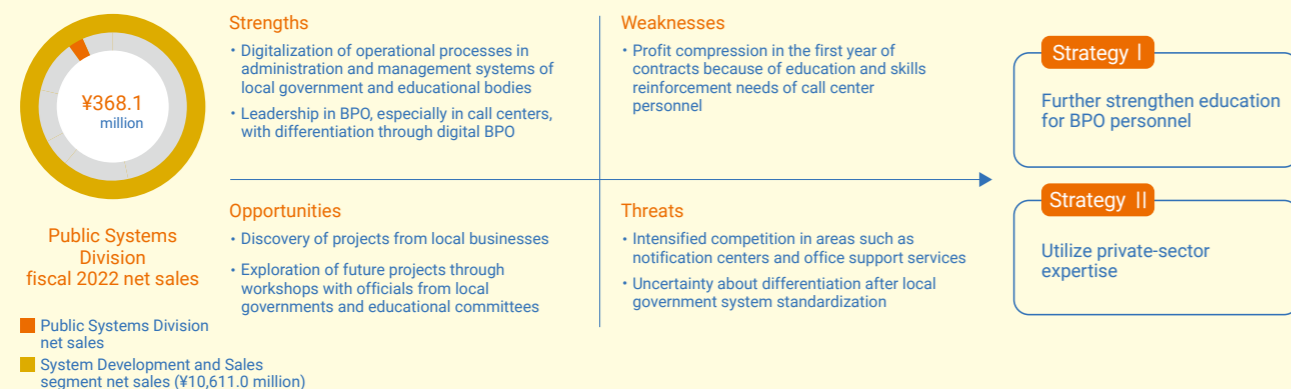 ¥368.1
million
Public Systems
Division
fiscal 2022 net sales
Public Systems Division
net sales
System Development and Sales
segment net sales (¥10,611.0 million)
Strengths
• Digitalization of operational processes in
administration and management systems of
local government and educational bodies
• Leadership in BPO, especially in call centers,
with differentiation through digital BPO
Weaknesses
• Profit compression in the first year of
contracts because of education and skills
reinforcement needs of call center
personnel
Opportunities
• Discovery of projects from local businesses
• Exploration of future projects through
workshops with officials from local
governments and educational committees
Threats
• Intensified competition in areas such as
notification centers and office support services
• Uncertainty about differentiation after local
government system standardization
Strategy I
Further strengthen education
for BPO personnel
Strategy II
Utilize private-sector
expertise